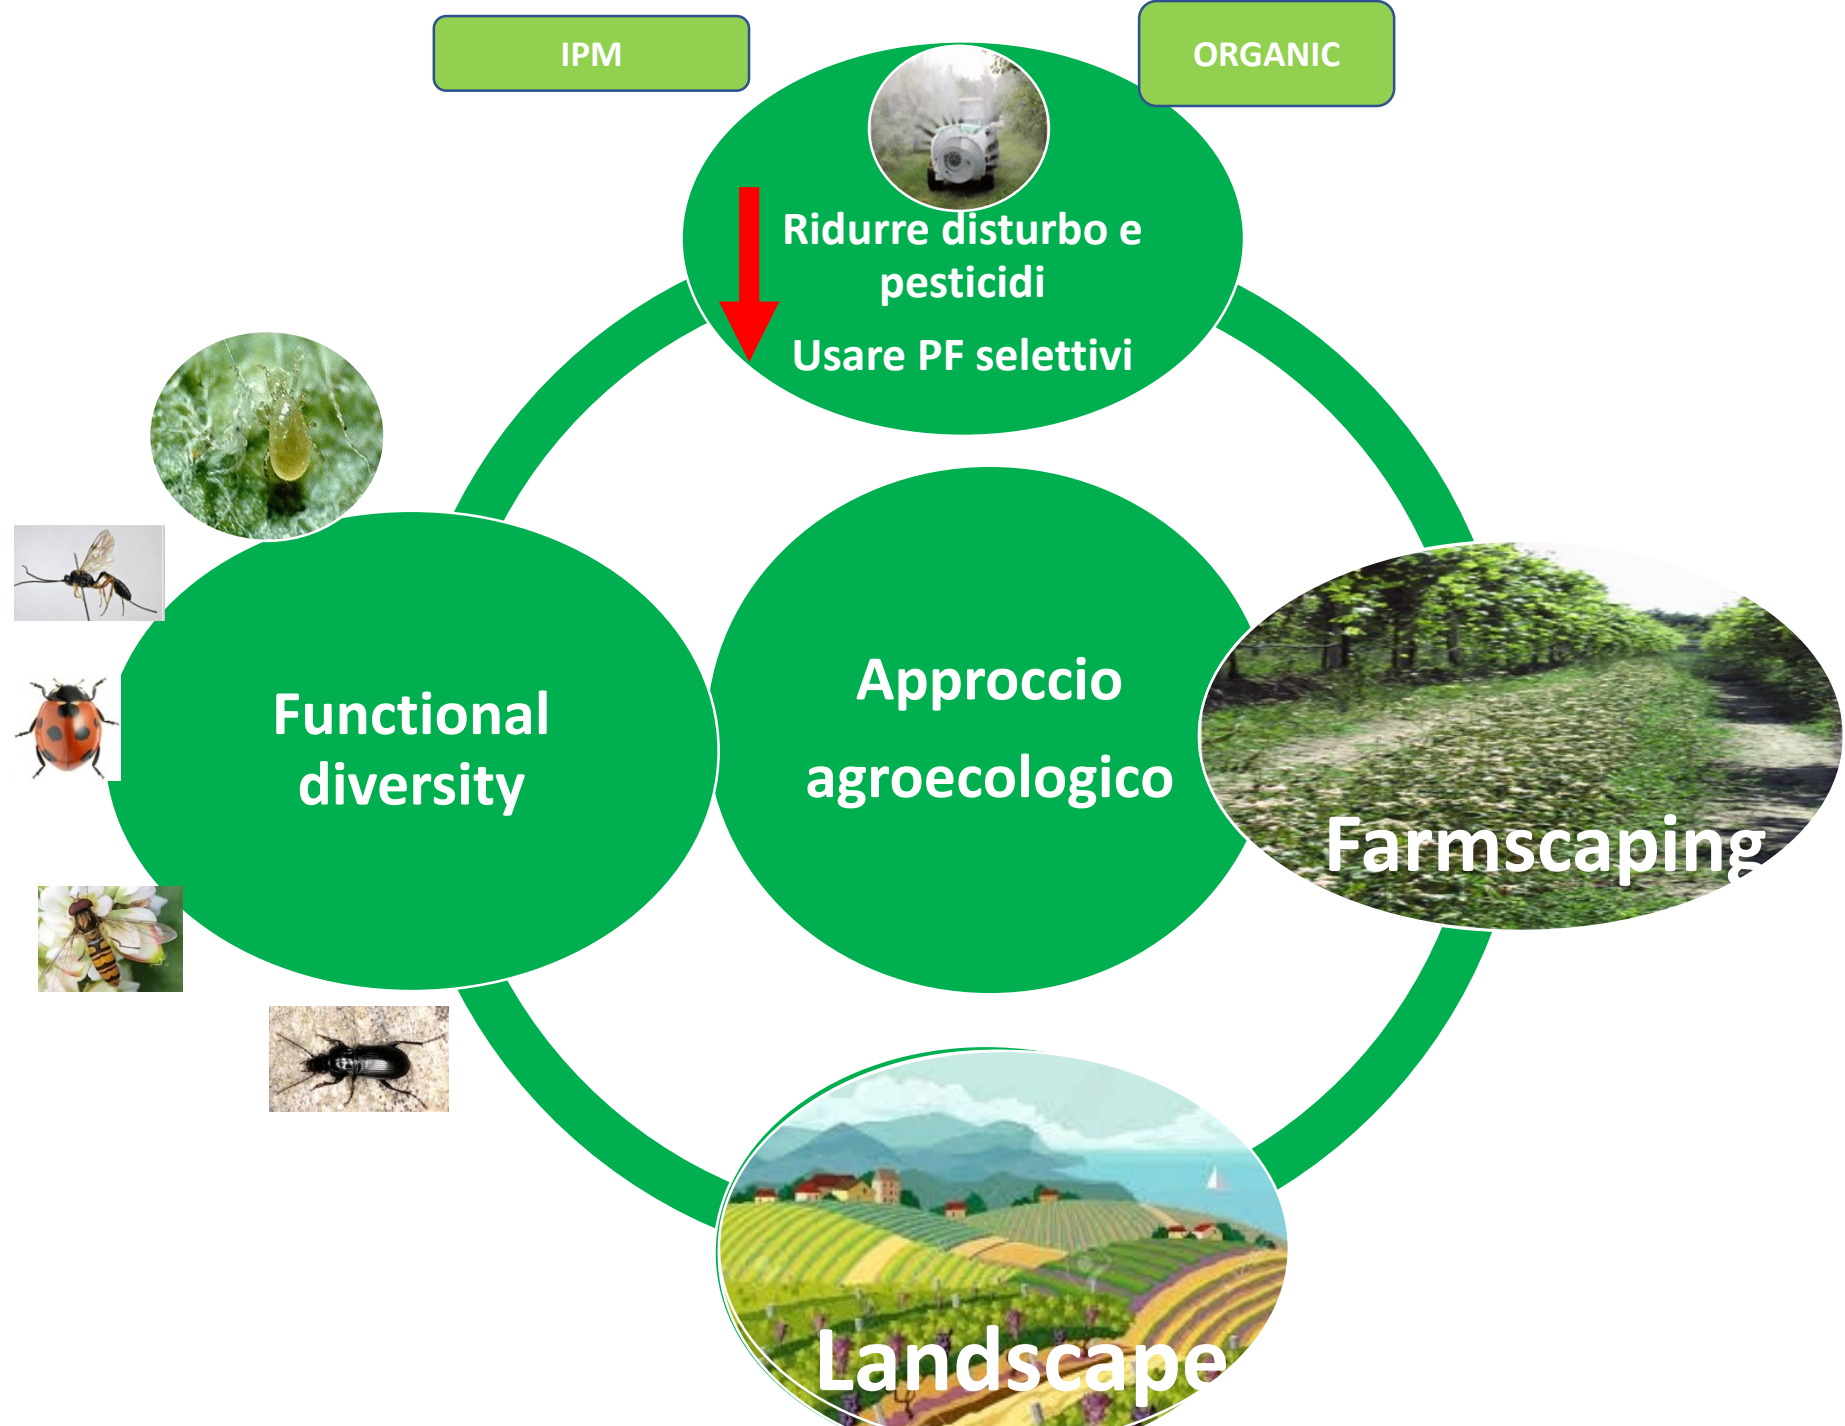 IPM
ORGANIC
Ridurre disturbo e
pesticidi
Usare PF selettivi
Functional
diversity
Approccio
agroecologico
Farmscaping
Landscape